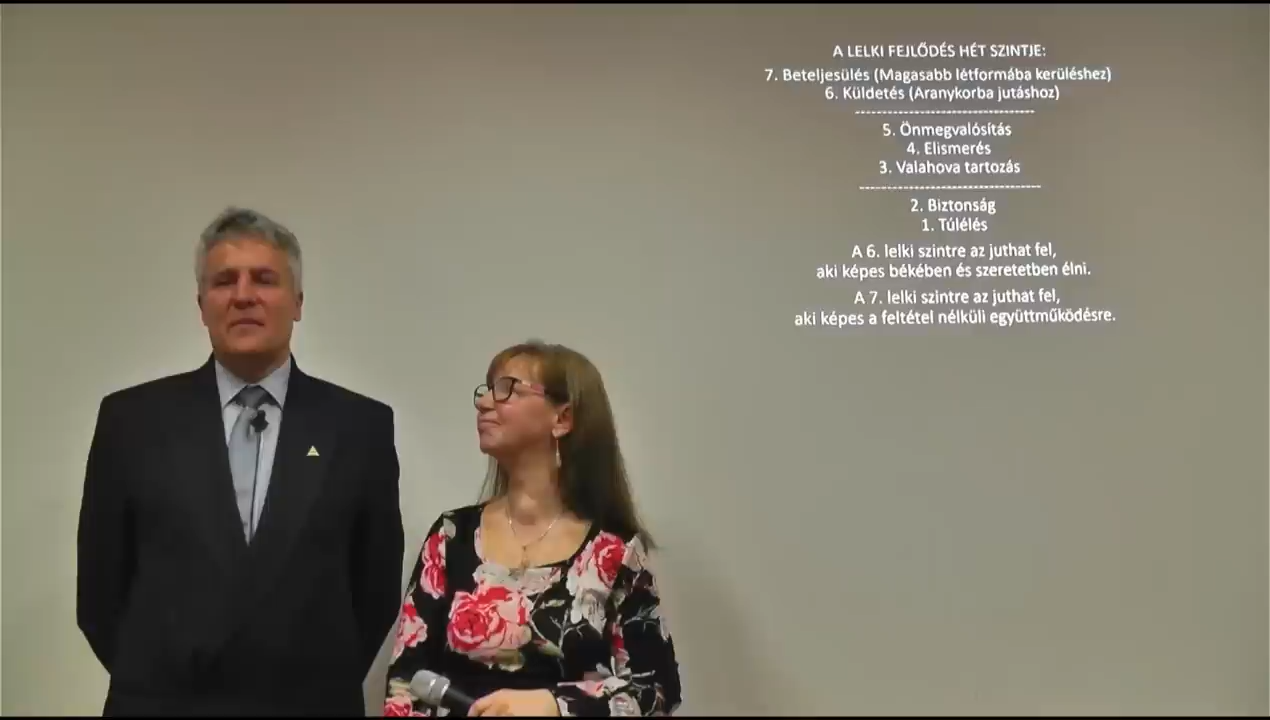 A LELKI FEJLŐDÉS HÉT SZINTJE:
7. Beteljesülés (Magasabb létformába kerüléshez)
6. Küldetés (Aranykorba jutáshoz)
------------------------------
5. Önmegvalósítás
4. Elismerés
3. Valahova tartozás
------------------------------
2. Biztonság
1. Túlélés
A 6. lelki szintre az juthat fel,
aki képes békében és szeretetben élni.
A 7. lelki szintre az juthat fel,
aki képes a feltétel nélküli együttműködésre.